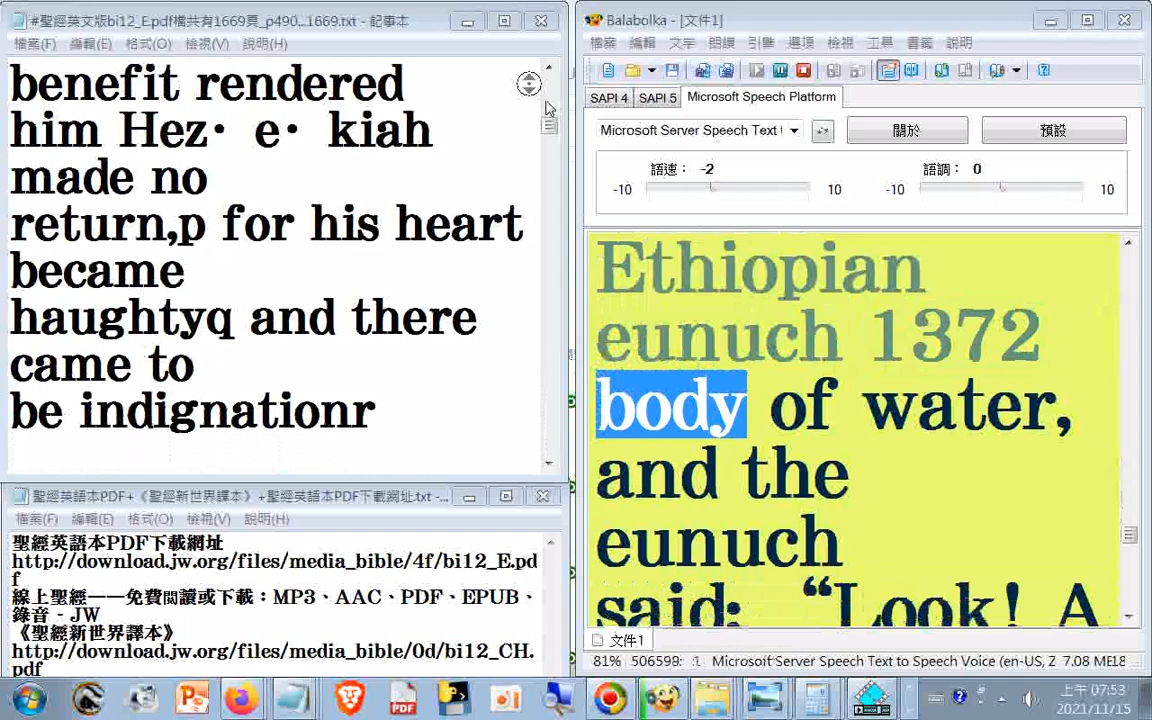 #聖經英文版bi12_E.pdf檔共有1669頁_p490...1669.txt - 記事本
檔案(F) 編輯(E) 格式(O) 檢視(V) 說明(H)
benefit rendered
him Hez· e· kiah
made no
return,p for his heart
became
haughtyq and there
came to
be indignationr
聖經英語本PDF+《聖經新世界譯本》+聖經英語本PDF下載網址.txt -...
檔案(F) 編輯(E) 格式(O) 檢視(V) 說明(H)
聖經英語本PDF下載網址
http://download.jw.org/files/media_bible/4f/bi12_E.pd
f
線上聖經——免費閱讀或下載：MP3、AAC、PDF、EPUB、
錄音 - JW
《聖經新世界譯本》
http://download.jw.org/files/media_bible/0d/bi12_CH.
pdf
Balabolka - [文件1]
檔案 編輯 文字 朗讀 引擎 選項 檢視 工具 書籤 說明
SAPI 4 SAPI 5 Microsoft Speech Platform
Microsoft Server Speech Text 關於 預設
語速： -2 語調： 0
-10 10 -10 10
Ethiopian
eunuch 1372
body of water,
and the
eunuch
said: “Look! A
文件1
81% 506599: Microsoft Server Speech Text to Speech Voice (en-US, Z 7.08 ME18
PDF
上午 07:53
2021/11/15